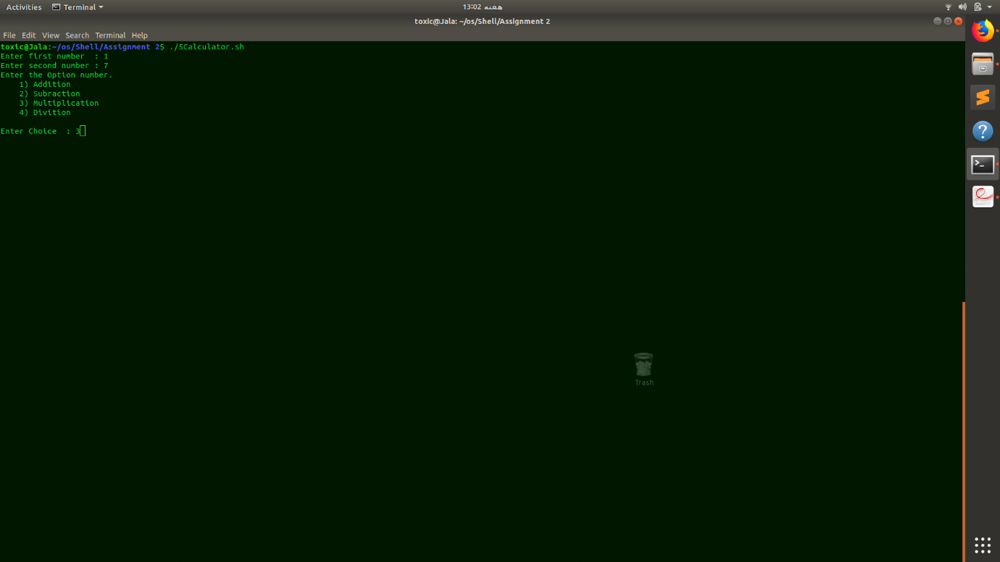 Activities Terminal هفته 13:02
toxic@Jala: ~/os/Shell/Assignment 2
File Edit View Search Terminal Help
toxic@Jala:~/os/Shell/Assignment 2$ ./5Calculator.sh
Enter first number  : 1
Enter second number : 7
Enter the Option number.
    1) Addition
    2) Subraction
    3) Multiplication
    4) Divition
Enter Choice  : 3
Trash